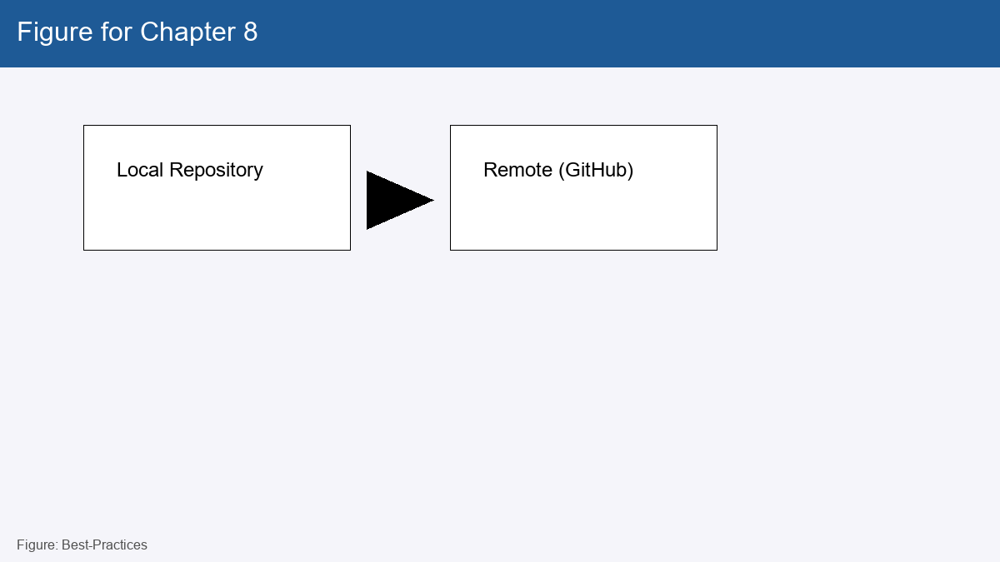 Figure for Chapter 8
Local Repository
Remote (GitHub)
Figure: Best-Practices